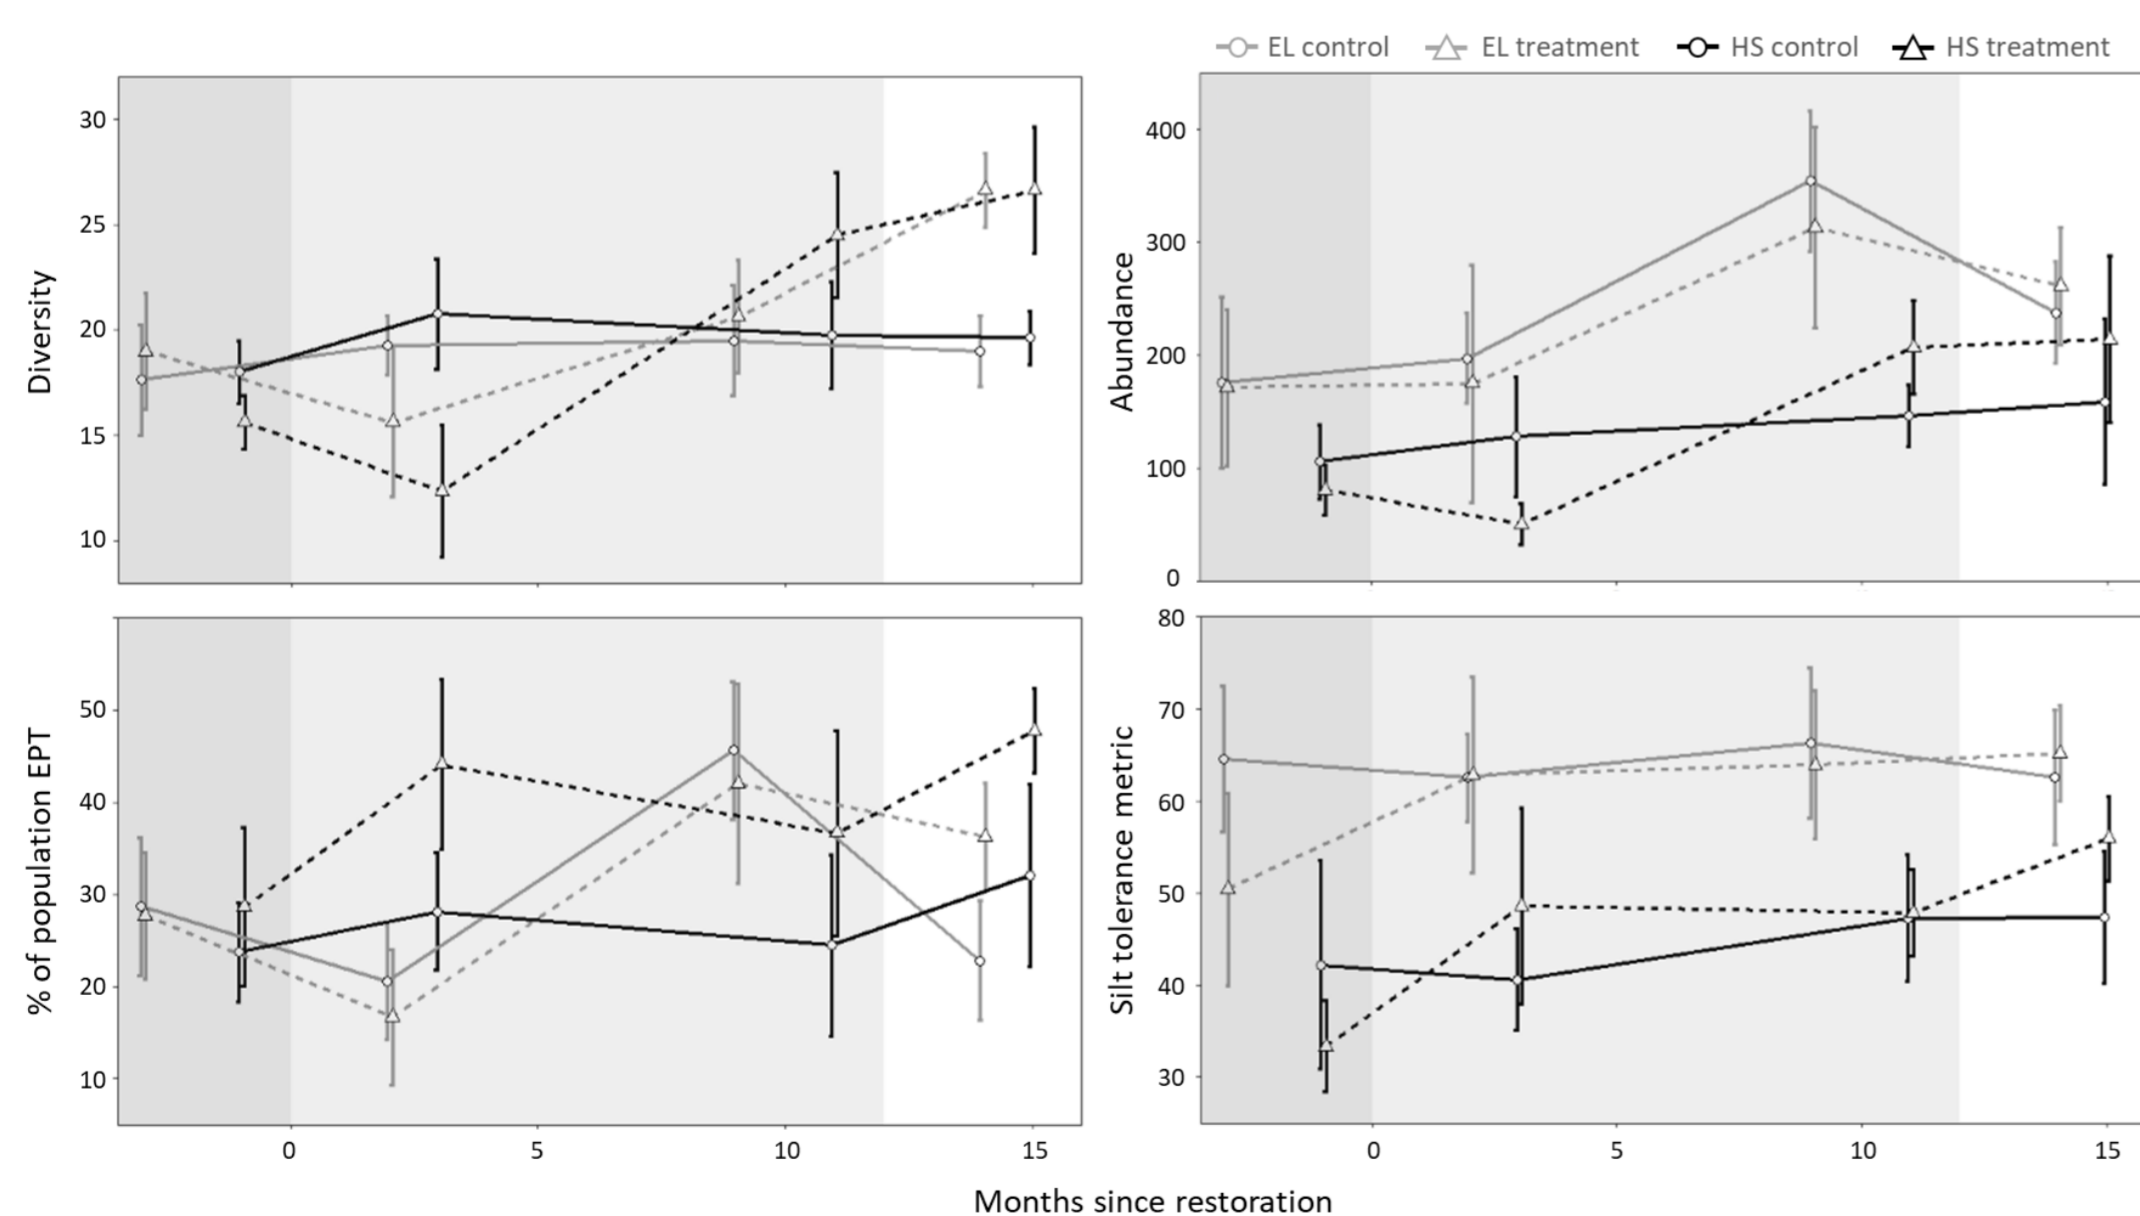 EL control EL treatment HS control HS treatment
Diversity
30
25
20
15
10
Abundance
400
300
200
100
0
% of population EPT
50
40
30
20
10
0 5 10 15
Silt tolerance metric
80
70
60
50
40
30
0 5 10 15
Months since restoration